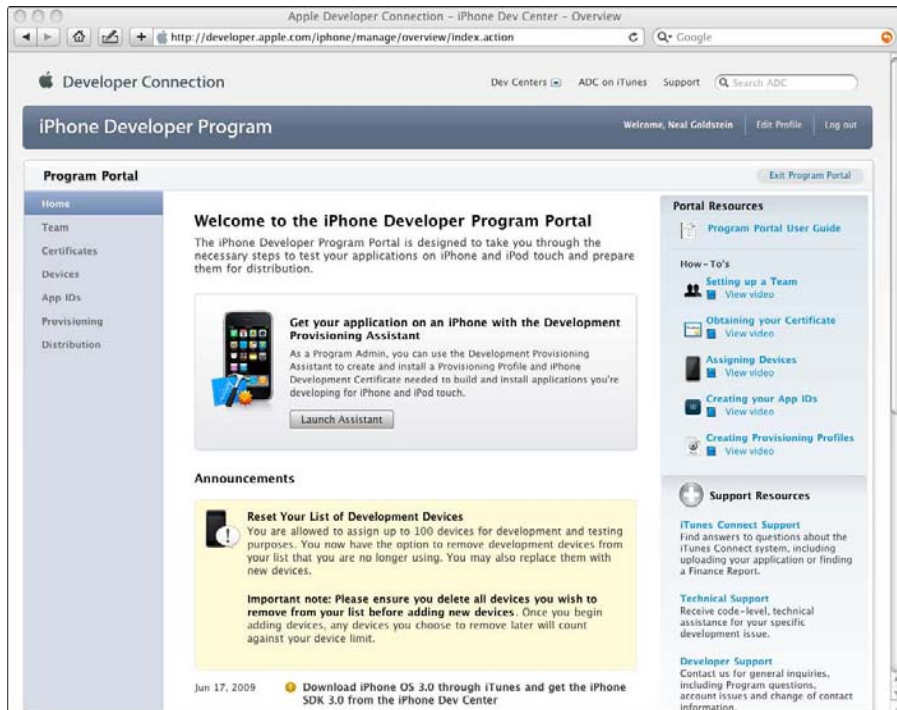 Apple Developer Connection – iPhone Dev Center – Overview
http://developer.apple.com/iphone/manage/overview/index.action
Google
Developer Connection
Dev Centers
ADC on iTunes
Support
Search ADC
iPhone Developer Program
Welcome, Neal Goldstein
Edit Profile
Log out
Program Portal
Exit Program Portal
Home
Team
Certificates
Devices
App IDs
Provisioning
Distribution
Welcome to the iPhone Developer Program Portal
The iPhone Developer Program Portal is designed to take you through the
necessary steps to test your applications on iPhone and iPod touch and prepare
them for distribution.
Get your application on an iPhone with the Development
Provisioning Assistant
As a Program Admin, you can use the Development Provisioning
Assistant to create and install a Provisioning Profile and iPhone
Development Certificate needed to build and install applications you're
developing for iPhone and iPod touch.
Launch Assistant
Announcements
Reset Your List of Development Devices
You are allowed to assign up to 100 devices for development and testing
purposes. You now have the option to remove development devices from
your list that you are no longer using. You may also replace them with
new devices.
Important note: Please ensure you delete all devices you wish to
remove from your list before adding new devices. Once you begin
adding devices, any devices you choose to remove later will count
against your device limit.
Jun 17, 2009
Download iPhone OS 3.0 through iTunes and get the iPhone
SDK 3.0 from the iPhone Dev Center
Portal Resources
Program Portal User Guide
How-To's
Setting up a Team
View video
Obtaining your Certificate
View video
Assigning Devices
View video
Creating your App IDs
View video
Creating Provisioning Profiles
View video
Support Resources
iTunes Connect Support
Find answers to questions about the
iTunes Connect system, including
uploading your application or finding
a Finance Report.
Technical Support
Receive code-level, technical
assistance for your specific
development issue.
Developer Support
Contact us for general inquiries,
including Program questions,
account issues and change of contact
information.